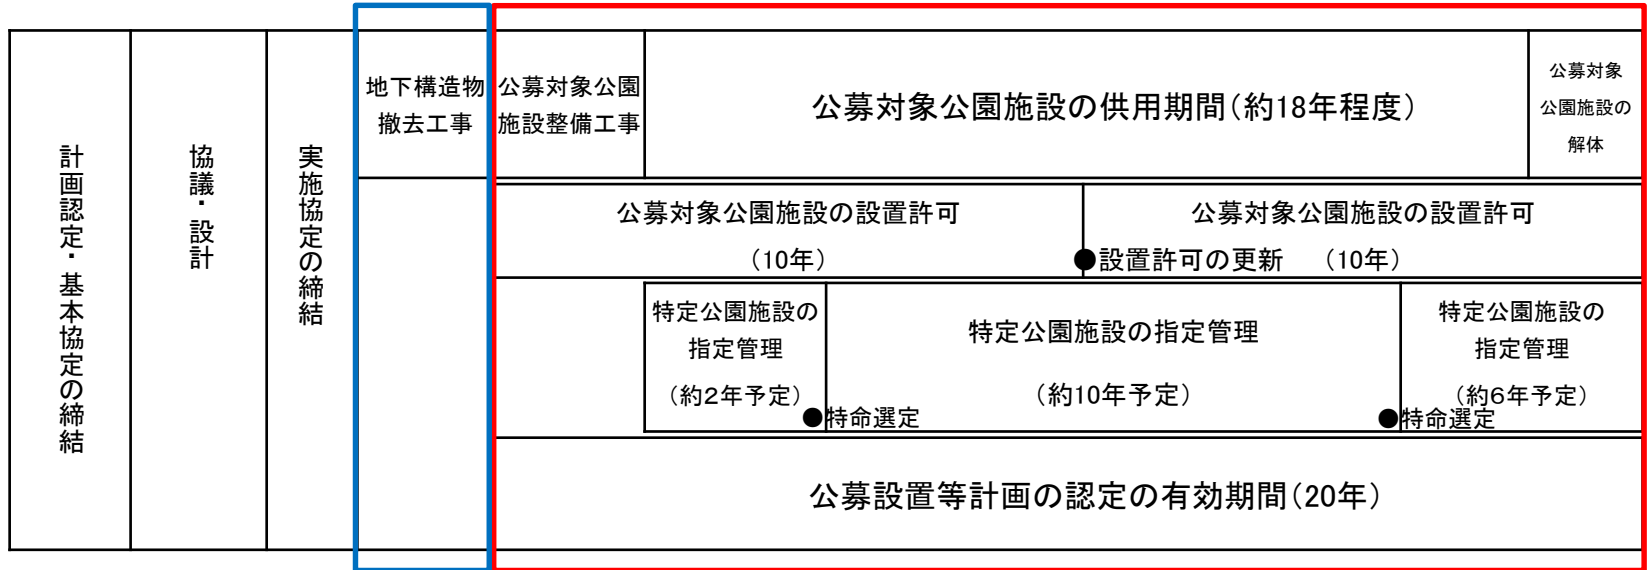 計画認定・基本協定の締結
協議・設計
実施協定の締結
地下構造物
撤去工事
公募対象公園
施設整備工事
公募対象公園施設の供用期間（約18年程度）
公募対象
公園施設の
解体
公募対象公園施設の設置許可
（10年）
公募対象公園施設の設置許可
●設置許可の更新　（10年）
特定公園施設の
指定管理
（約2年予定）
●特命選定
特定公園施設の指定管理
（約10年予定）
●特命選定
特定公園施設の
指定管理
（約6年予定）
公募設置等計画の認定の有効期間（20年）